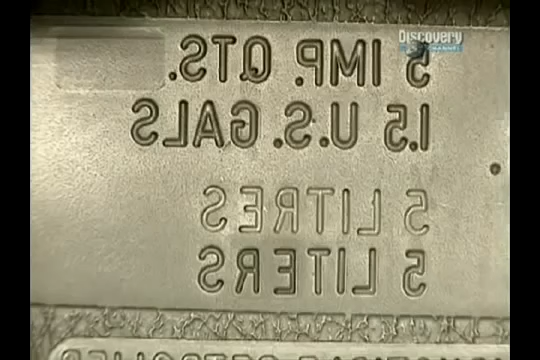 Discovery
5 IMP. QTS.
1.5 U.S. GALS
5 LITRES
5 LITERS